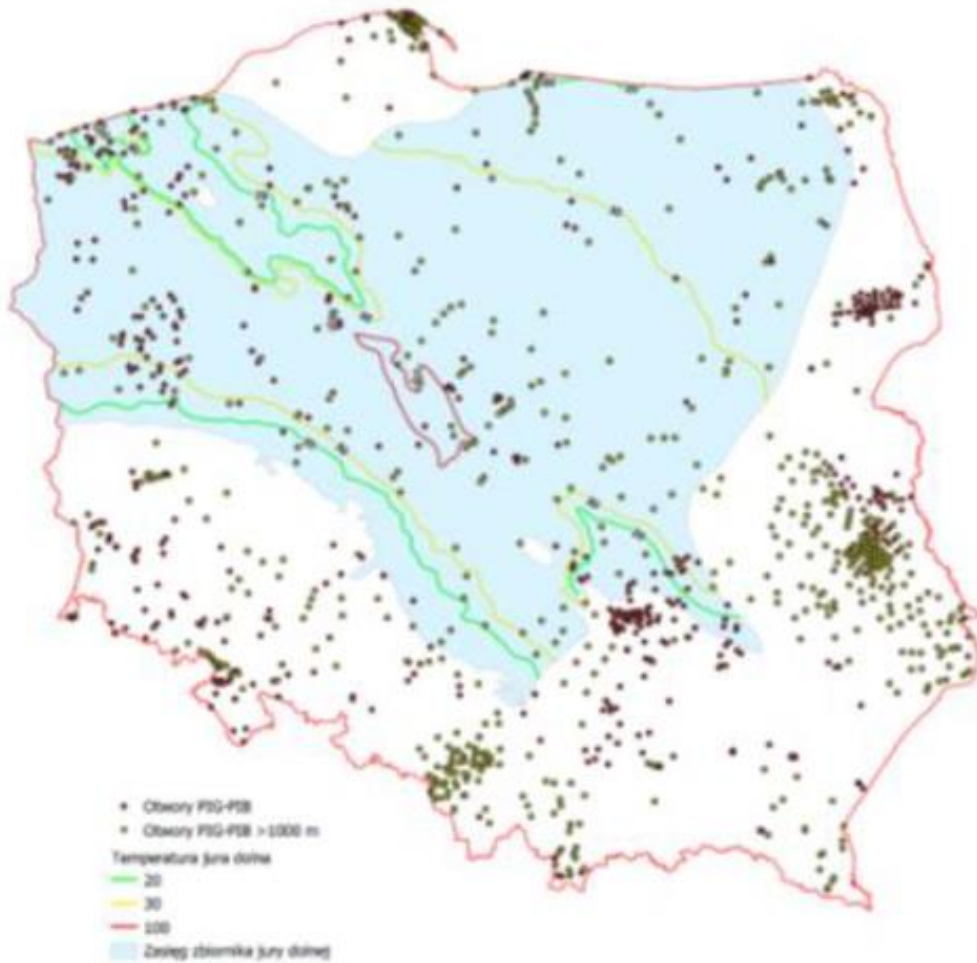 Otwory PIG-PIB
Otwory PIG-PIB >1000 m
Temperatura jura dolna
20
30
100
Zasięg zbiornika jury dolnej